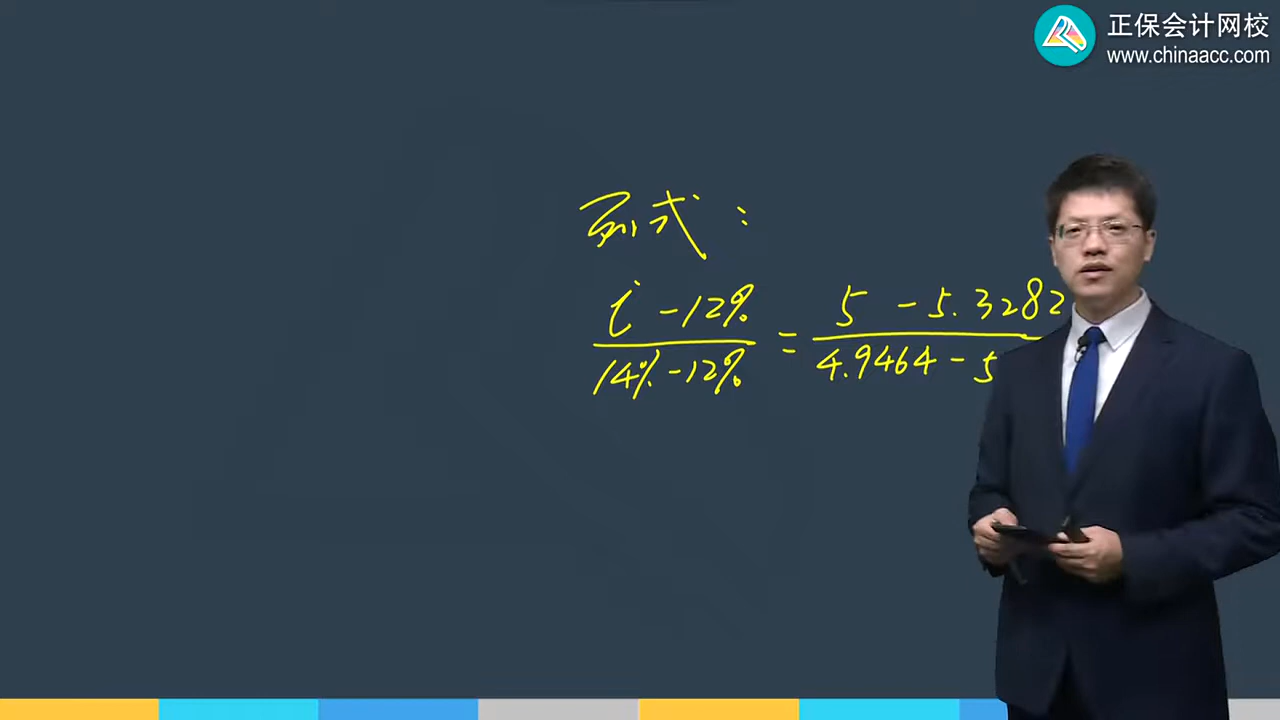 正保会计网校
www.chinaacc.com
列式：
i - 12% / 14% - 12% = 5 - 5.3282 / 4.9464 - 5